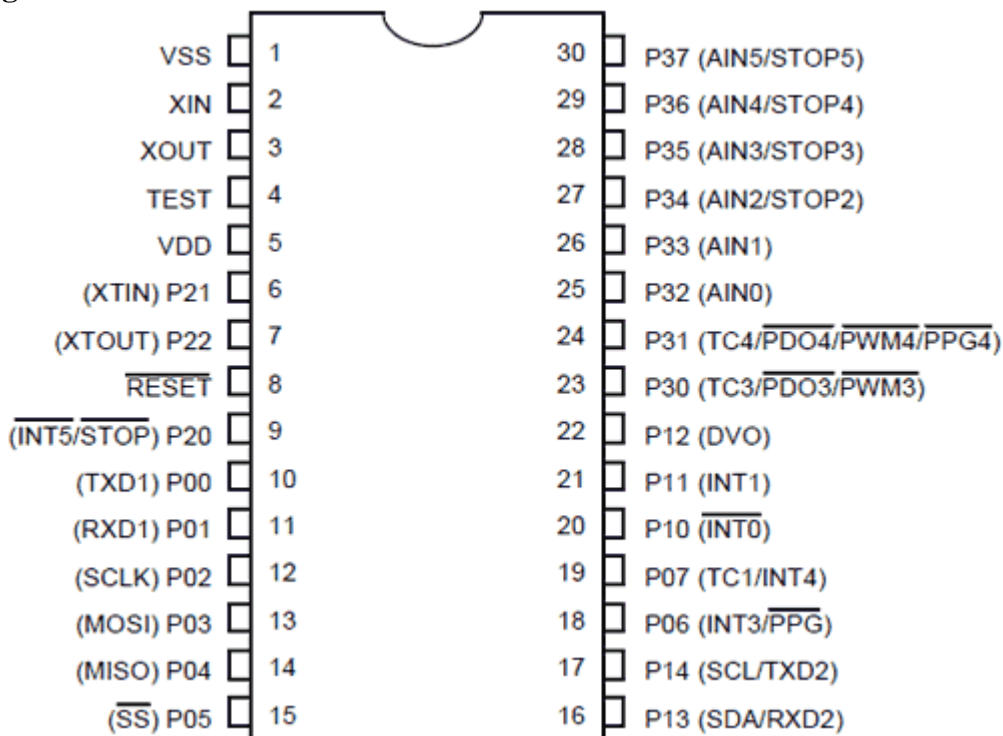 g
VSS 1 30 P37 (AIN5/STOP5)
XIN 2 29 P36 (AIN4/STOP4)
XOUT 3 28 P35 (AIN3/STOP3)
TEST 4 27 P34 (AIN2/STOP2)
VDD 5 26 P33 (AIN1)
(XTIN) P21 6 25 P32 (AIN0)
(XTOUT) P22 7 24 P31 (TC4/PDO4/PWM4/PPG4)
RESET 8 23 P30 (TC3/PDO3/PWM3)
(INT5/STOP) P20 9 22 P12 (DVO)
(TXD1) P00 10 21 P11 (INT1)
(RXD1) P01 11 20 P10 (INT0)
(SCLK) P02 12 19 P07 (TC1/INT4)
(MOSI) P03 13 18 P06 (INT3/PPG)
(MISO) P04 14 17 P14 (SCL/TXD2)
(SS) P05 15 16 P13 (SDA/RXD2)